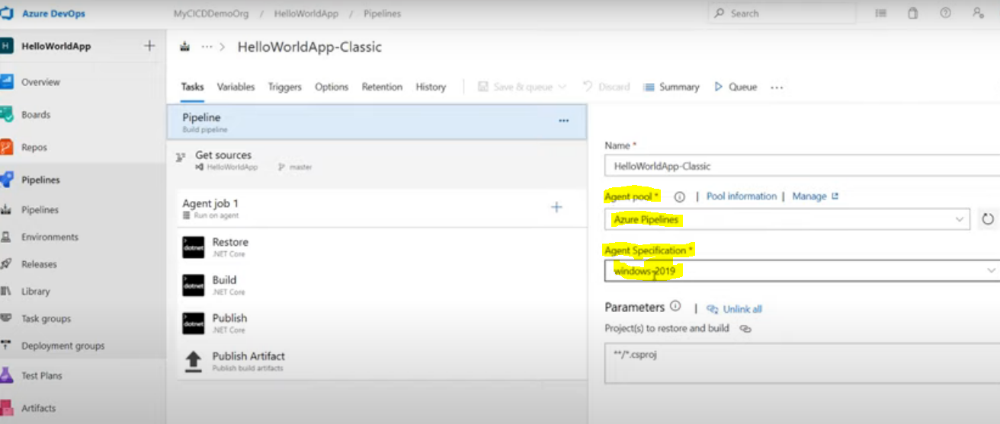 Azure DevOps
MyCICDDemoOrg / HelloWorldApp / Pipelines
Search
H HelloWorldApp +
Overview
Boards
Repos
Pipelines
Pipelines
Environments
Releases
Library
Task groups
Deployment groups
Test Plans
Artifacts
... > HelloWorldApp-Classic
Tasks Variables Triggers Options Retention History Save & queue Discard Summary Queue ...
Pipeline ...
Build pipeline
Get sources
HelloWorldApp master
Agent job 1 +
Run on agent
dotnet Restore
.NET Core
dotnet Build
.NET Core
dotnet Publish
.NET Core
Publish Artifact
Publish build artifacts
Name *
HelloWorldApp-Classic
Agent pool * | Pool information | Manage
Azure Pipelines
Agent Specification *
windows-2019
Parameters | Unlink all
Project(s) to restore and build
**/*.csproj